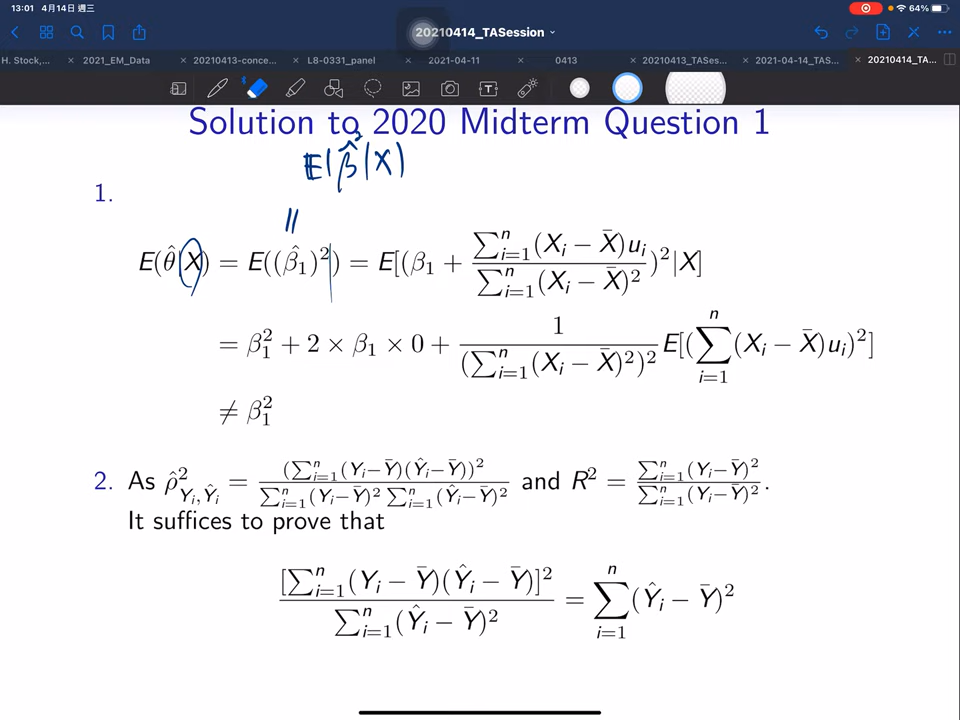 13:01 4月14日 週三
64%
20210414_TASession
H. Stock,...
2021_EM_Data
20210413-conce...
L8-0331_panel
2021-04-11
0413
20210413_TASes...
2021-04-14_TAS...
20210414_TA...
Solution to 2020 Midterm Question 1
E(β̂²|X)
1.
=
E(θ̂|X) = E((β̂₁)²|) = E[(β₁ + ∑ⁿᵢ₌₁(Xᵢ − X̄)uᵢ / ∑ⁿᵢ₌₁(Xᵢ − X̄)²)²|X]
= β₁² + 2 × β₁ × 0 + 1 / (∑ⁿᵢ₌₁(Xᵢ − X̄)²)² E[(∑ⁿᵢ₌₁(Xᵢ − X̄)uᵢ)²]
≠ β₁²
2. As ρ̂²_{Yᵢ,Ŷᵢ} = (∑ⁿᵢ₌₁(Yᵢ−Ȳ)(Ŷᵢ−Ȳ))² / ∑ⁿᵢ₌₁(Yᵢ−Ȳ)² ∑ⁿᵢ₌₁(Ŷᵢ−Ȳ)² and R² = ∑ⁿᵢ₌₁(Yᵢ−Ȳ)² / ∑ⁿᵢ₌₁(Yᵢ−Ȳ)².
It suffices to prove that
[∑ⁿᵢ₌₁(Yᵢ − Ȳ)(Ŷᵢ − Ȳ)]² / ∑ⁿᵢ₌₁(Ŷᵢ − Ȳ)² = ∑ⁿᵢ₌₁(Ŷᵢ − Ȳ)²